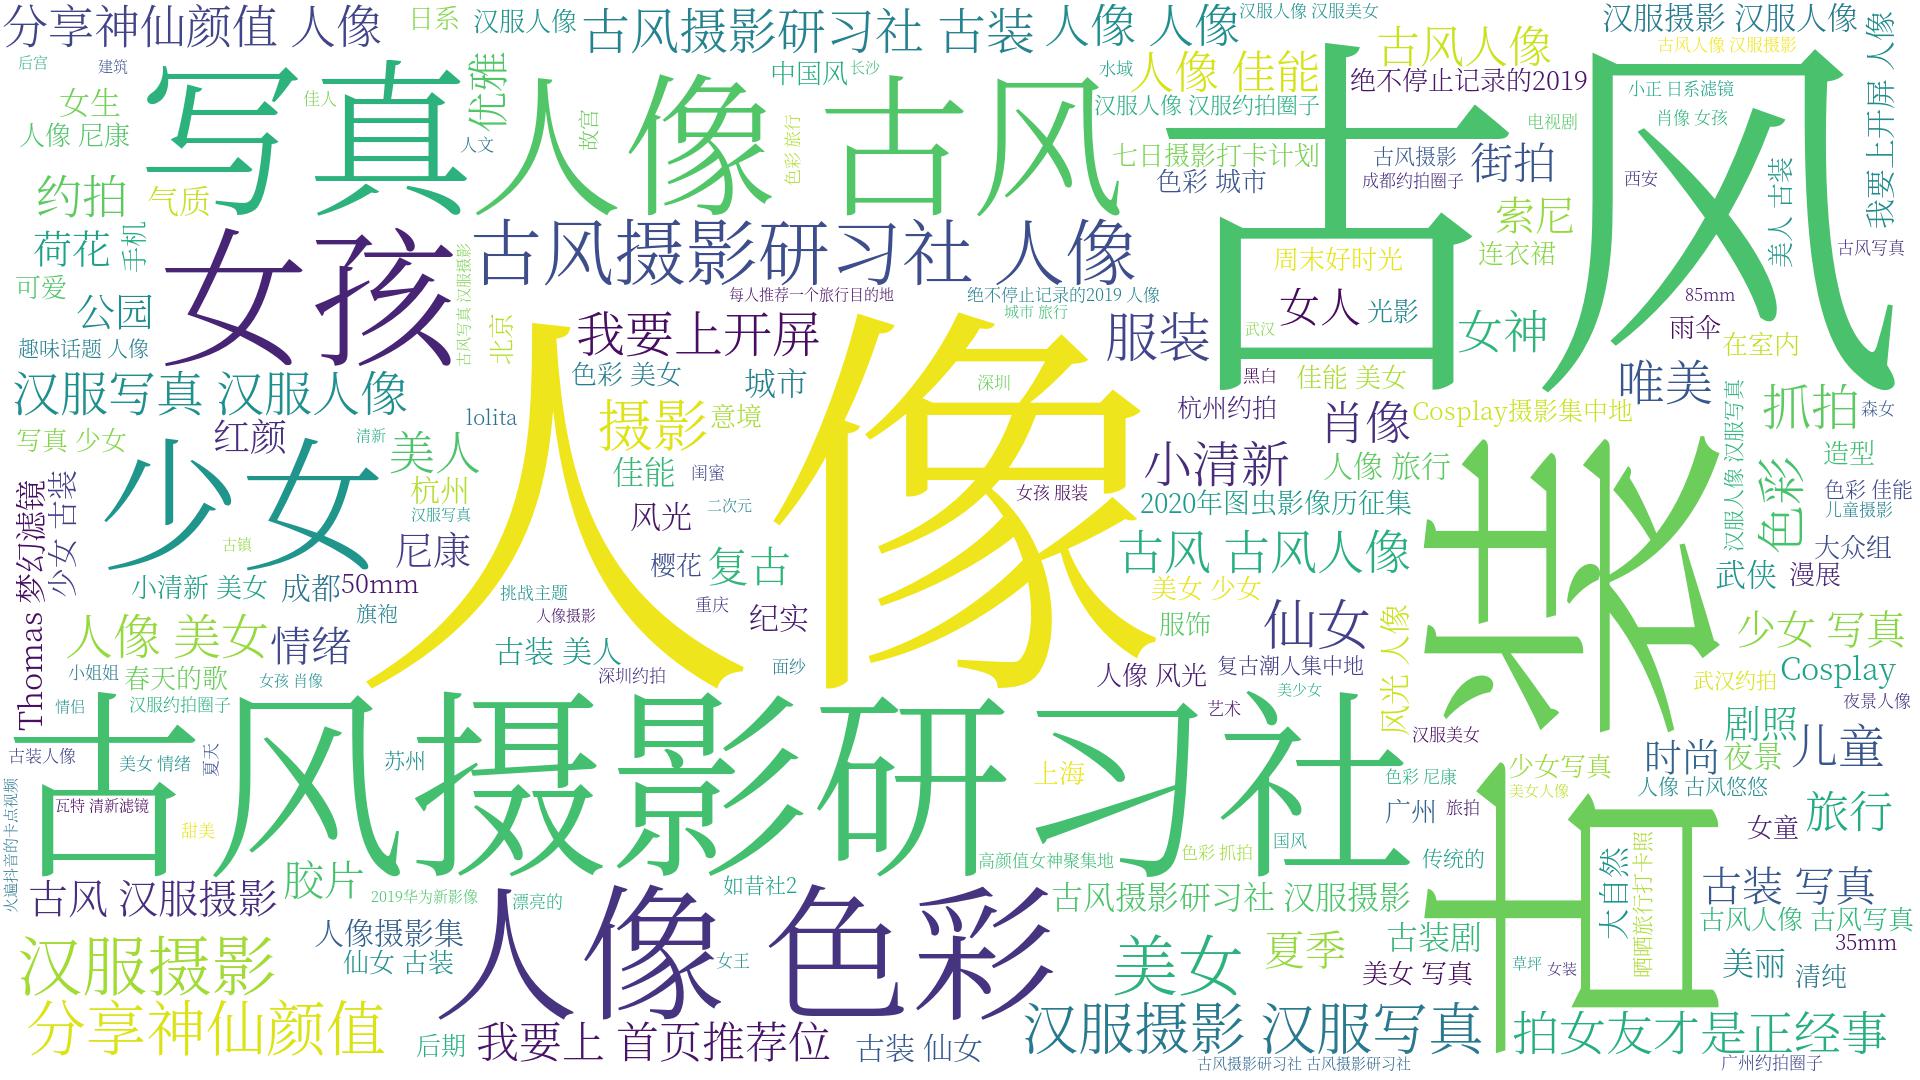 分享神仙颜值 人像
日系
汉服人像
古风摄影研习社 古装
人像 人像
汉服人像 汉服美女
汉服摄影 汉服人像
后宫
建筑
写真
佳人
优雅
人像 古风
中国风
长沙
水域
人像 佳能
古风人像
古风人像 汉服摄影
我要上开屏 人像
女生
人像 尼康
人文
故宫
色彩 旅行
汉服人像 汉服约拍圈子
绝不停止记录的2019
小正 日系滤镜
肖像 女孩
电视剧
古风
七日摄影打卡计划
色彩 城市
古风摄影
成都约拍圈子
街拍
西安
美人 古装
约拍
气质
荷花
手机
可爱
公园
趣味话题 人像
女孩
古风写真 汉服摄影
古风摄影研习社 人像
每人推荐一个旅行目的地
绝不停止记录的2019 人像
城市 旅行
周末好时光
索尼
连衣裙
古风写真
女人
光影
武汉
女神
85mm
雨伞
在室内
北京
我要上开屏
色彩 美女
城市
服装
黑白
佳能 美女
唯美
汉服写真 汉服人像
lolita
摄影
意境
深圳
人像
杭州约拍
肖像
Cosplay摄影集中地
汉服人像 汉服写真
抓拍
森女
写真 少女
红颜
清新
美人
佳能
闺蜜
小清新
人像 旅行
造型
少女
杭州
汉服写真
风光
二次元
女孩 服装
2020年图虫影像历征集
色彩
色彩 佳能
儿童摄影
Thomas 梦幻滤镜
少女 古装
古镇
尼康
樱花
复古
古风 古风人像
古装
大众组
小清新 美女
成都
50mm
挑战主题
重庆
美女 少女
武侠
漫展
旗袍
人像摄影
纪实
服饰
仙女
风光 人像
人像 美女
情绪
古装 美人
少女 写真
小姐姐
春天的歌
女孩 肖像
深圳约拍
面纱
人像 风光
复古潮人集中地
武汉约拍
Cosplay
情侣
汉服约拍圈子
艺术
美少女
夜景人像
古风摄影研习社
汉服美女
剧照
古装人像
美女 情绪
夏天
苏州
上海
色彩 尼康
少女写真
时尚
夜景
儿童
火遍抖音的卡点视频
瓦特 清新滤镜
甜美
广州
旅拍
美女人像
人像 古风悠悠
女童
旅行
国风
高颜值女神聚集地
色彩 抓拍
传统的
大自然
晒晒旅行打卡照
古风 汉服摄影
胶片
2019华为新影像
漂亮的
如昔社2
古风摄影研习社 汉服摄影
古装 写真
古风人像 古风写真
人像摄影集
仙女 古装
人像 色彩
女王
美女
夏季
古装剧
美女 写真
草坪
女装
35mm
美丽
清纯
汉服摄影
分享神仙颜值
后期
我要上 首页推荐位
古装 仙女
汉服摄影 汉服写真
拍女友才是正经事
古风摄影研习社 古风摄影研习社
广州约拍圈子